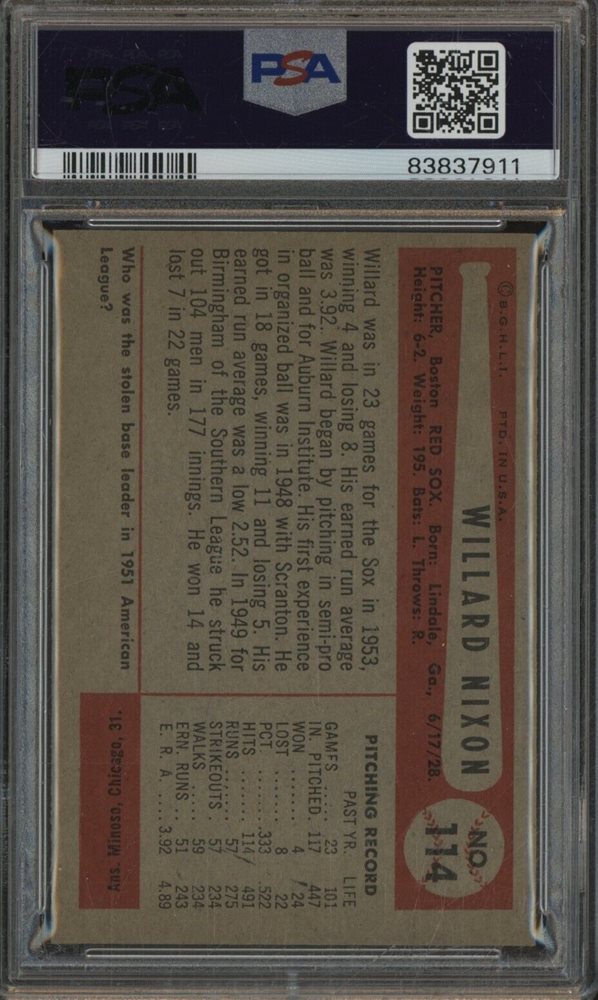 PSA
PSA
83837911
© B.G.H.L.I. PTD. IN U.S.A.
WILLARD NIXON
NO.
114
PITCHER, Boston RED SOX. Born: Lindale, Ga., 6/17/28.
Height: 6-2. Weight: 195. Bats: L. Throws: R.
Willard was in 23 games for the Sox in 1953,
winning 4 and losing 8. His earned run average
was 3.92. Willard began by pitching in semi-pro
ball and for Auburn Institute. His first experience
in organized ball was in 1948 with Scranton. He
got in 18 games, winning 11 and losing 5. His
earned run average was a low 2.52. In 1949 for
Birmingham of the Southern League he struck
out 104 men in 177 innings. He won 14 and
lost 7 in 22 games.
PITCHING RECORD
PAST YR. LIFE
GAMES ..... 23 101
IN. PITCHED. 117 447
WON ....... 4 24
LOST ....... 8 22
PCT. ....... .333 .522
HITS ....... 114 491
RUNS ....... 57 275
STRIKEOUTS 57 234
WALKS ..... 59 234
ERN. RUNS .. 51 243
E. R. A. .... 3.92 4.89
Who was the stolen base leader in 1951 American
League?
Ans. Minoso, Chicago, 31.